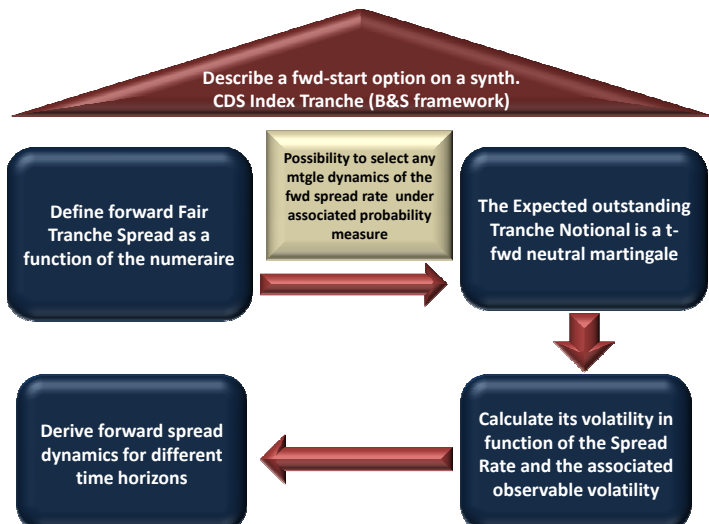 Describe a fwd-start option on a synth.
CDS Index Tranche (B&S framework)
Possibility to select any
mtgle dynamics of the
fwd spread rate under
associated probability
measure
Define forward Fair
Tranche Spread as a
function of the numeraire
The Expected outstanding
Tranche Notional is a t-
fwd neutral martingale
Derive forward spread
dynamics for different
time horizons
Calculate its volatility in
function of the Spread
Rate and the associated
observable volatility